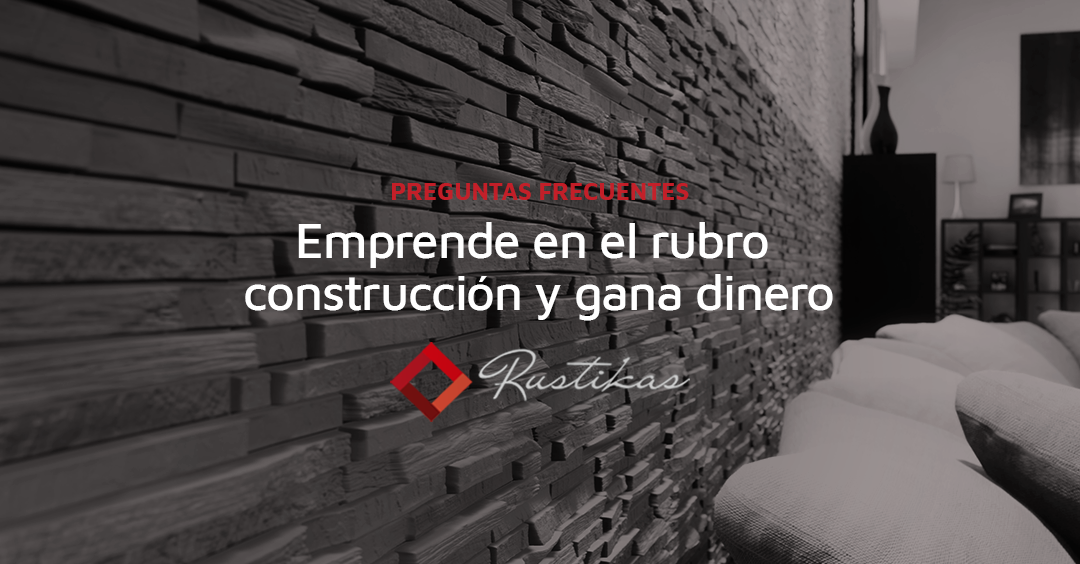 PREGUNTAS FRECUENTES
Emprende en el rubro
construcción y gana dinero
Rustikas